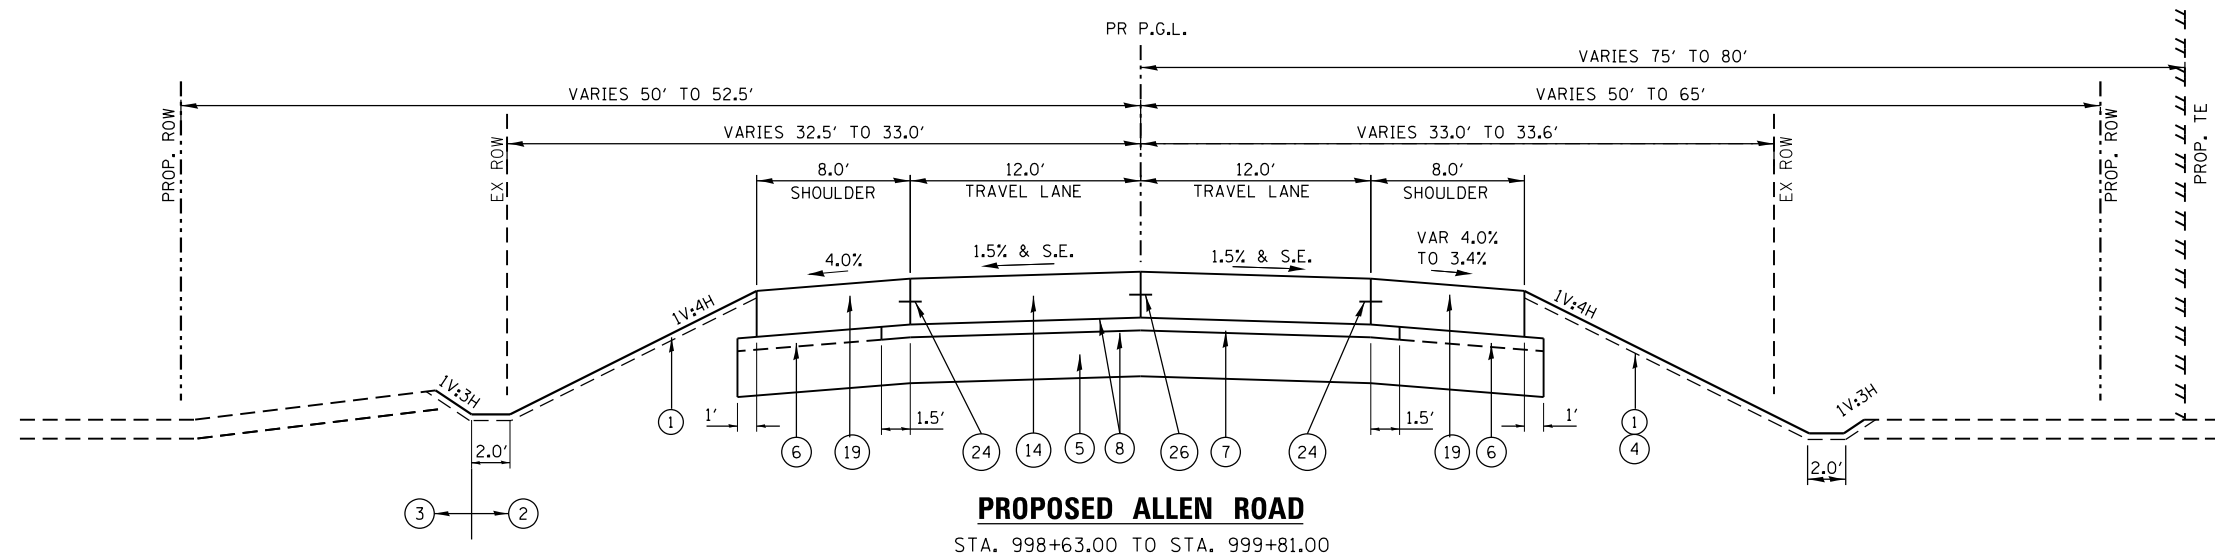 PR P.G.L.
VARIES 75' TO 80'
VARIES 50' TO 52.5'
VARIES 50' TO 65'
PROP. ROW
EX ROW
VARIES 32.5' TO 33.0'
VARIES 33.0' TO 33.6'
EX ROW
PROP. ROW
PROP. TE
8.0'
SHOULDER
12.0'
TRAVEL LANE
12.0'
TRAVEL LANE
8.0'
SHOULDER
4.0%
1.5% & S.E.
1.5% & S.E.
VAR 4.0%
TO 3.4%
1V:4H
1V:4H
1V:3H
1V:3H
1'
1.5'
1.5'
1'
1
6
19
24
14
5
8
26
7
24
19
6
1
4
2.0'
2.0'
3
2
PROPOSED ALLEN ROAD
STA. 998+63.00 TO STA. 999+81.00